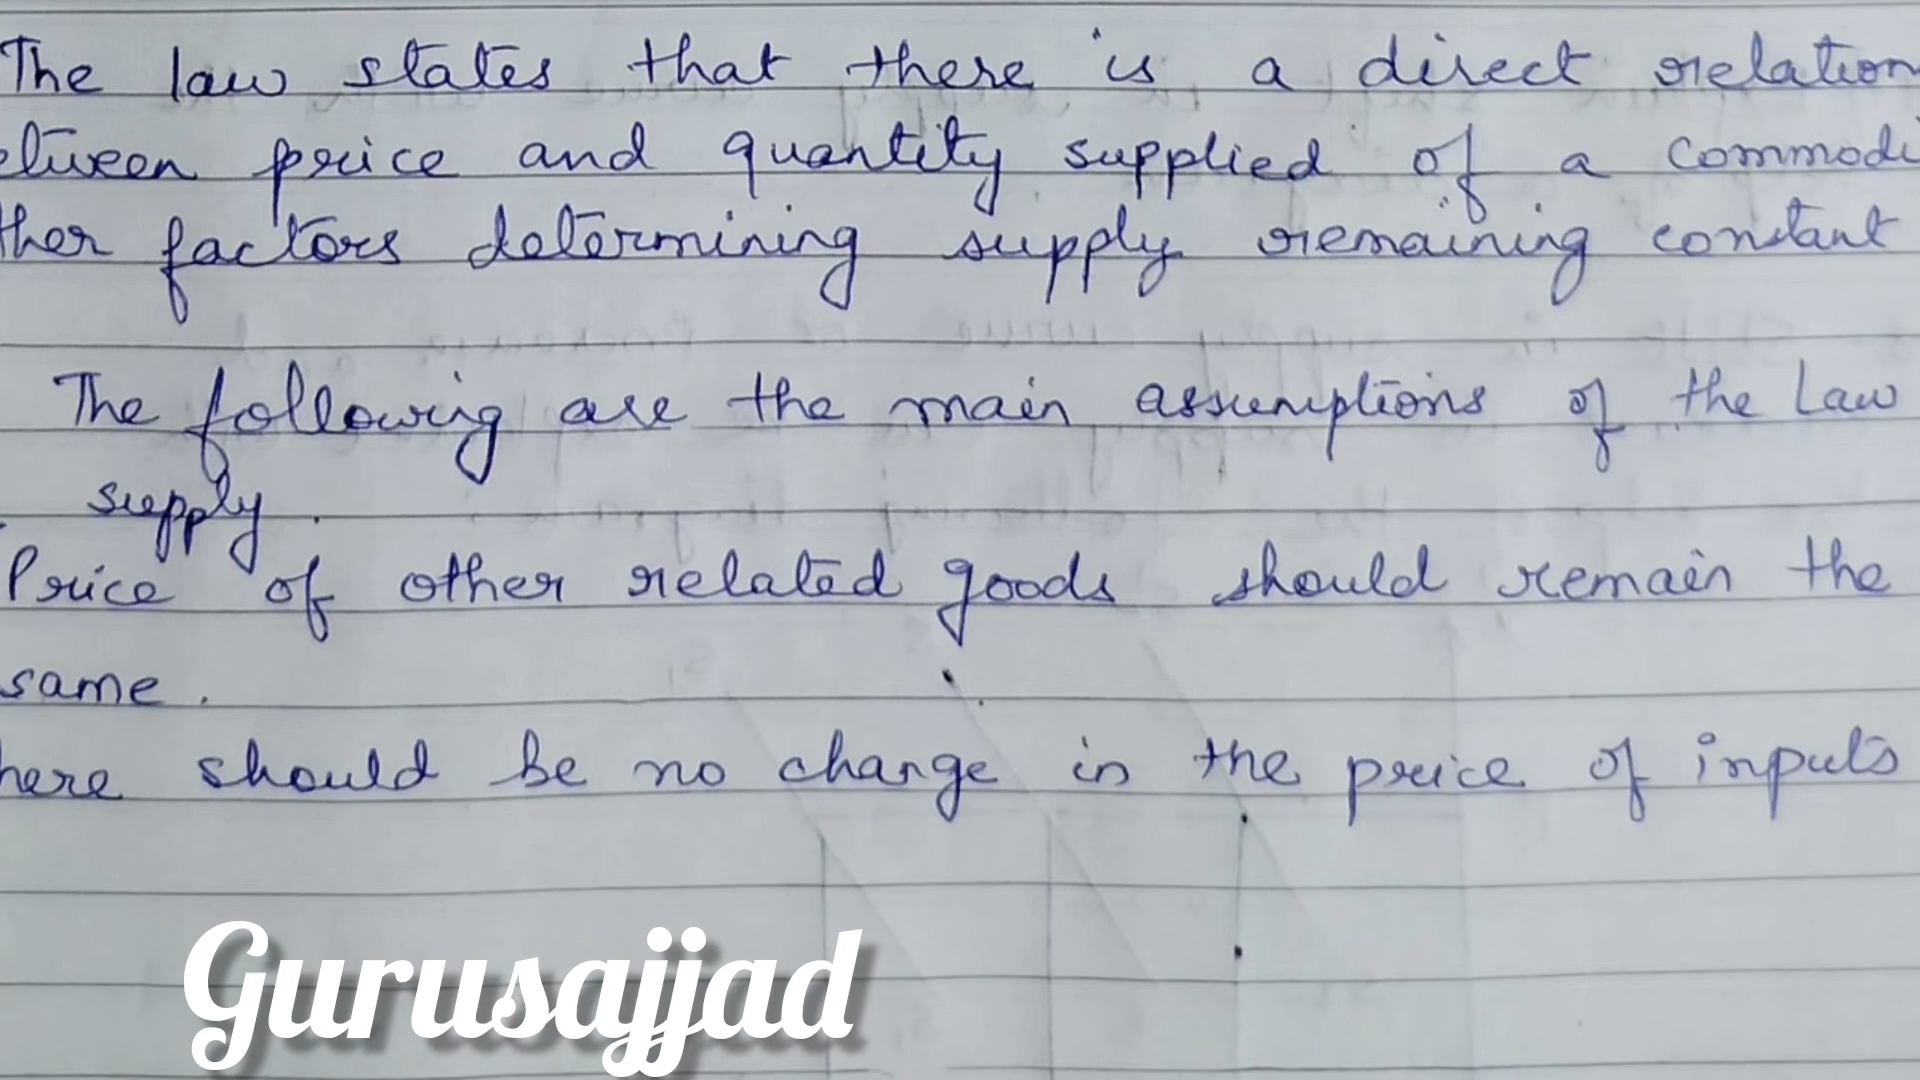 The law states that there is a direct relation
etween price and quantity supplied of a commodi
ther factors determining supply remaining constant
The following are the main assumptions of the Law
supply.
Price of other related goods should remain the
same.
here should be no change in the price of inputs
Gurusajjad